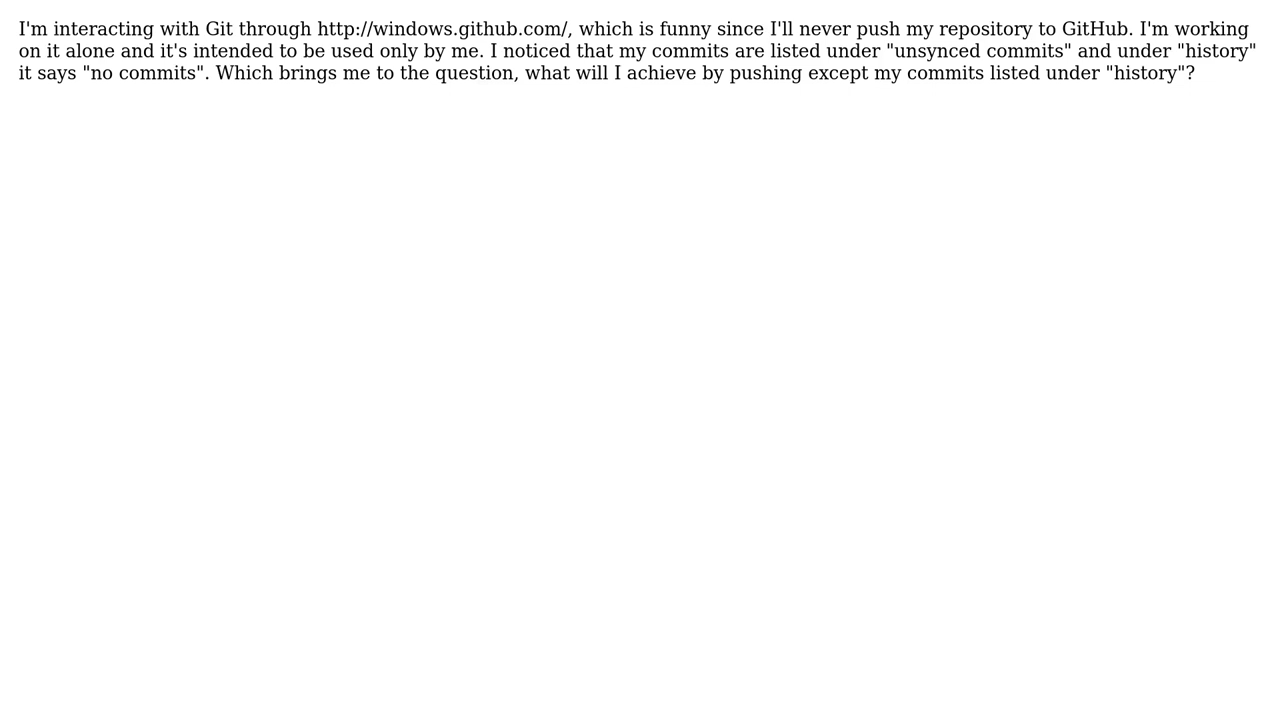 I'm interacting with Git through http://windows.github.com/, which is funny since I'll never push my repository to GitHub. I'm working
on it alone and it's intended to be used only by me. I noticed that my commits are listed under "unsynced commits" and under "history"
it says "no commits". Which brings me to the question, what will I achieve by pushing except my commits listed under "history"?